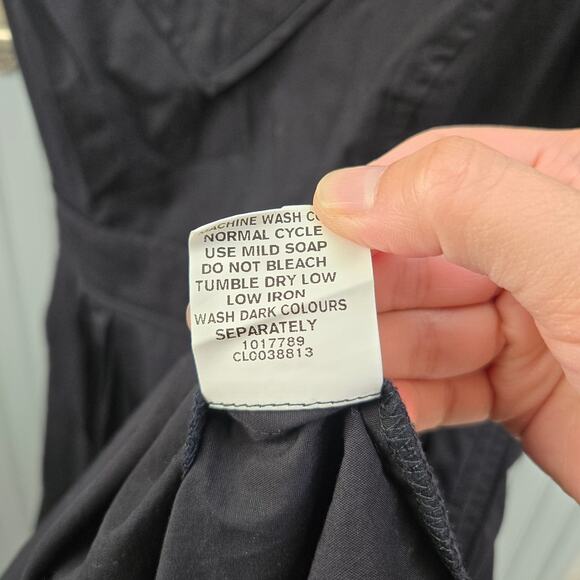 MACHINE WASH CO
NORMAL CYCLE
USE MILD SOAP
DO NOT BLEACH
TUMBLE DRY LOW
LOW IRON
WASH DARK COLOURS
SEPARATELY
1017789
CL0038813